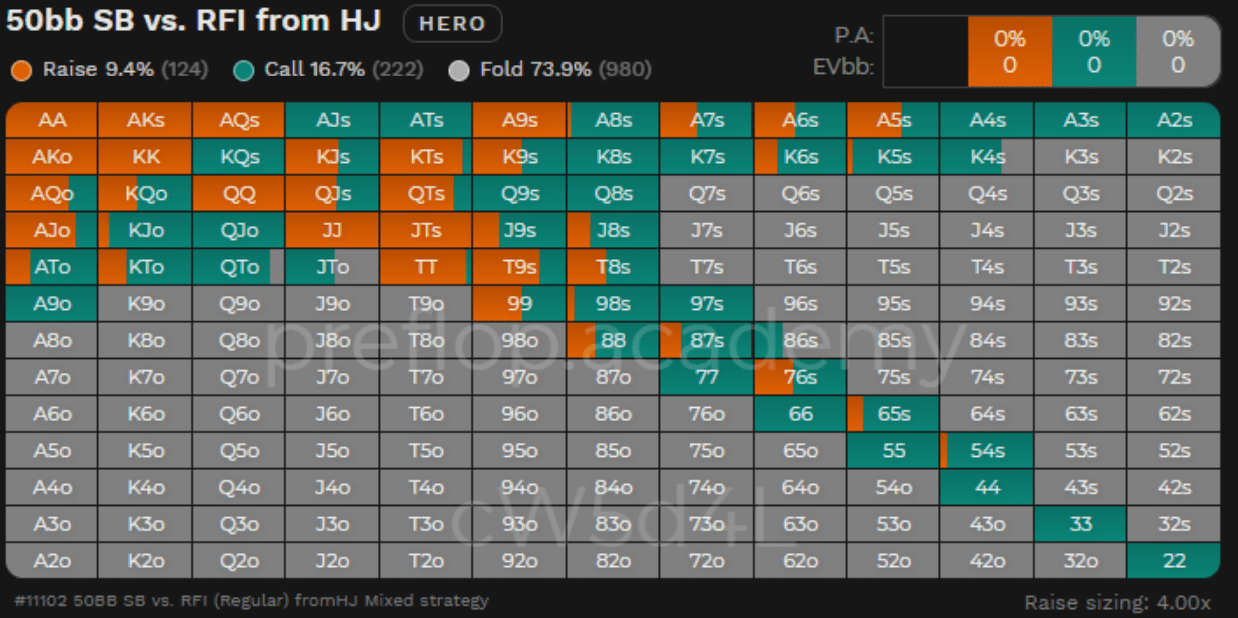 50bb SB vs. RFI from HJ HERO
P.A: 0% 0% 0%
Raise 9.4% (124) Call 16.7% (222) Fold 73.9% (980)
EVbb: 0 0 0
AA AKs AQs AJs ATs A9s A8s A7s A6s A5s A4s A3s A2s
AKo KK KQs KJs KTs K9s K8s K7s K6s K5s K4s K3s K2s
AQo KQo QQ QJs QTs Q9s Q8s Q7s Q6s Q5s Q4s Q3s Q2s
AJo KJo QJo JJ JTs J9s J8s J7s J6s J5s J4s J3s J2s
ATo KTo QTo JTo TT T9s T8s T7s T6s T5s T4s T3s T2s
A9o K9o Q9o J9o T9o 99 98s 97s 96s 95s 94s 93s 92s
preflop.academy
A8o K8o Q8o J8o T8o 98o 88 87s 86s 85s 84s 83s 82s
A7o K7o Q7o J7o T7o 97o 87o 77 76s 75s 74s 73s 72s
A6o K6o Q6o J6o T6o 96o 86o 76o 66 65s 64s 63s 62s
A5o K5o Q5o J5o T5o 95o 85o 75o 65o 55 54s 53s 52s
A4o K4o Q4o J4o T4o 94o 84o 74o 64o 54o 44 43s 42s
cW5d4L
A3o K3o Q3o J3o T3o 93o 83o 73o 63o 53o 43o 33 32s
A2o K2o Q2o J2o T2o 92o 82o 72o 62o 52o 42o 32o 22
#11102 50BB SB vs. RFI (Regular) fromHJ Mixed strategy
Raise sizing: 4.00x